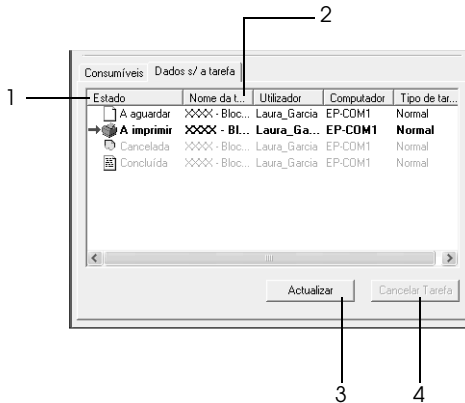 2
Consumíveis Dados s/ a tarefa
1
Estado Nome da t... Utilizador Computador Tipo de tar...
A aguardar XXXX - Bloc... Laura_Garcia EP-COM1 Normal
A imprimir XXXX - Bl... Laura_Ga... EP-COM1 Normal
Cancelada XXXX - Bloc... Laura_Garcia EP-COM1 Normal
Concluída XXXX - Bloc... Laura_Garcia EP-COM1 Normal
Actualizar Cancelar Tarefa
3 4